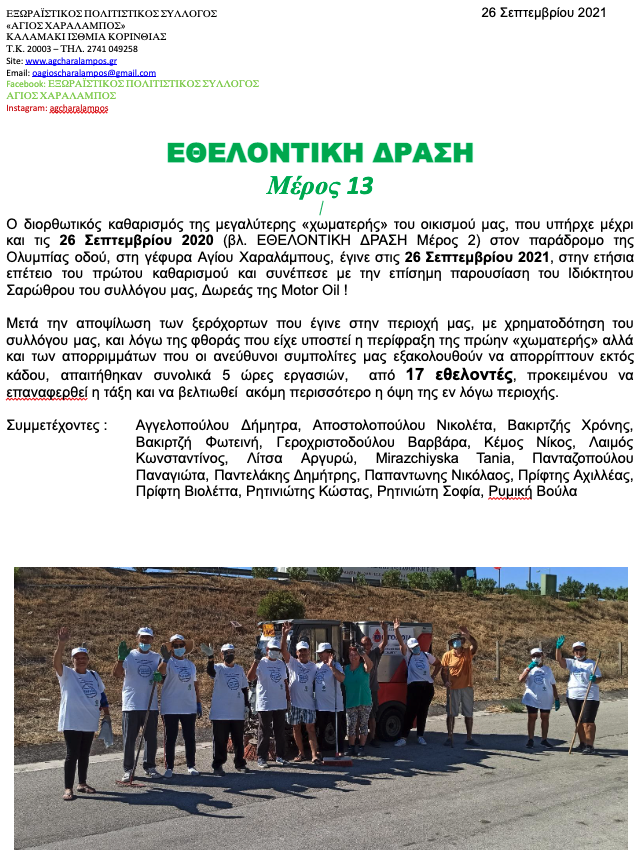 ΕΞΩΡΑΪΣΤΙΚΟΣ ΠΟΛΙΤΙΣΤΙΚΟΣ ΣΥΛΛΟΓΟΣ
«ΑΓΙΟΣ ΧΑΡΑΛΑΜΠΟΣ»
ΚΑΛΑΜΑΚΙ ΙΣΘΜΙΑ ΚΟΡΙΝΘΙΑΣ
Τ.Κ. 20003 – ΤΗΛ. 2741 049258
Site: www.agcharalampos.gr
Email: oagioscharalampos@gmail.com
Facebook: ΕΞΩΡΑΪΣΤΙΚΟΣ ΠΟΛΙΤΙΣΤΙΚΟΣ ΣΥΛΛΟΓΟΣ
ΑΓΙΟΣ ΧΑΡΑΛΑΜΠΟΣ
Instagram: agcharalampos
26 Σεπτεμβρίου 2021
ΕΘΕΛΟΝΤΙΚΗ ΔΡΑΣΗ
Μέρος 13
Ο διορθωτικός καθαρισμός της μεγαλύτερης «χωματερής» του οικισμού μας, που υπήρχε μέχρι
και τις 26 Σεπτεμβρίου 2020 (βλ. ΕΘΕΛΟΝΤΙΚΗ ΔΡΑΣΗ Μέρος 2) στον παράδρομο της
Ολυμπίας οδού, στη γέφυρα Αγίου Χαραλάμπους, έγινε στις 26 Σεπτεμβρίου 2021, στην ετήσια
επέτειο του πρώτου καθαρισμού και συνέπεσε με την επίσημη παρουσίαση του Ιδιόκτητου
Σαρώθρου του συλλόγου μας, Δωρεάς της Motor Oil !
Μετά την αποψίλωση των ξερόχορτων που έγινε στην περιοχή μας, με χρηματοδότηση του
συλλόγου μας, και λόγω της φθοράς που είχε υποστεί η περίφραξη της πρώην «χωματερής» αλλά
και των απορριμμάτων που οι ανεύθυνοι συμπολίτες μας εξακολουθούν να απορρίπτουν εκτός
κάδου, απαιτήθηκαν συνολικά 5 ώρες εργασιών, από 17 εθελοντές, προκειμένου να
επαναφερθεί η τάξη και να βελτιωθεί ακόμη περισσότερο η όψη της εν λόγω περιοχής.
Συμμετέχοντες : Αγγελοπούλου Δήμητρα, Αποστολοπούλου Νικολέτα, Βακιρτζής Χρόνης,
Βακιρτζή Φωτεινή, Γεροχριστοδούλου Βαρβάρα, Κέμος Νίκος, Λαιμός
Κωνσταντίνος, Λίτσα Αργυρώ, Mirazchiyska Tania, Πανταζοπούλου
Παναγιώτα, Παντελάκης Δημήτρης, Παπαντωνης Νικόλαος, Πρίφτης Αχιλλέας,
Πρίφτη Βιολέττα, Ρητινιώτης Κώστας, Ρητινιώτη Σοφία, Ρυμική Βούλα